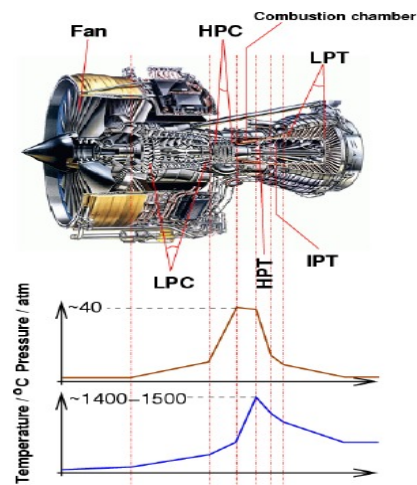 Combustion chamber
Fan
HPC
LPT
LPC
HPT
IPT
~40
Pressure / atm
~1400–1500
Temperature / °C